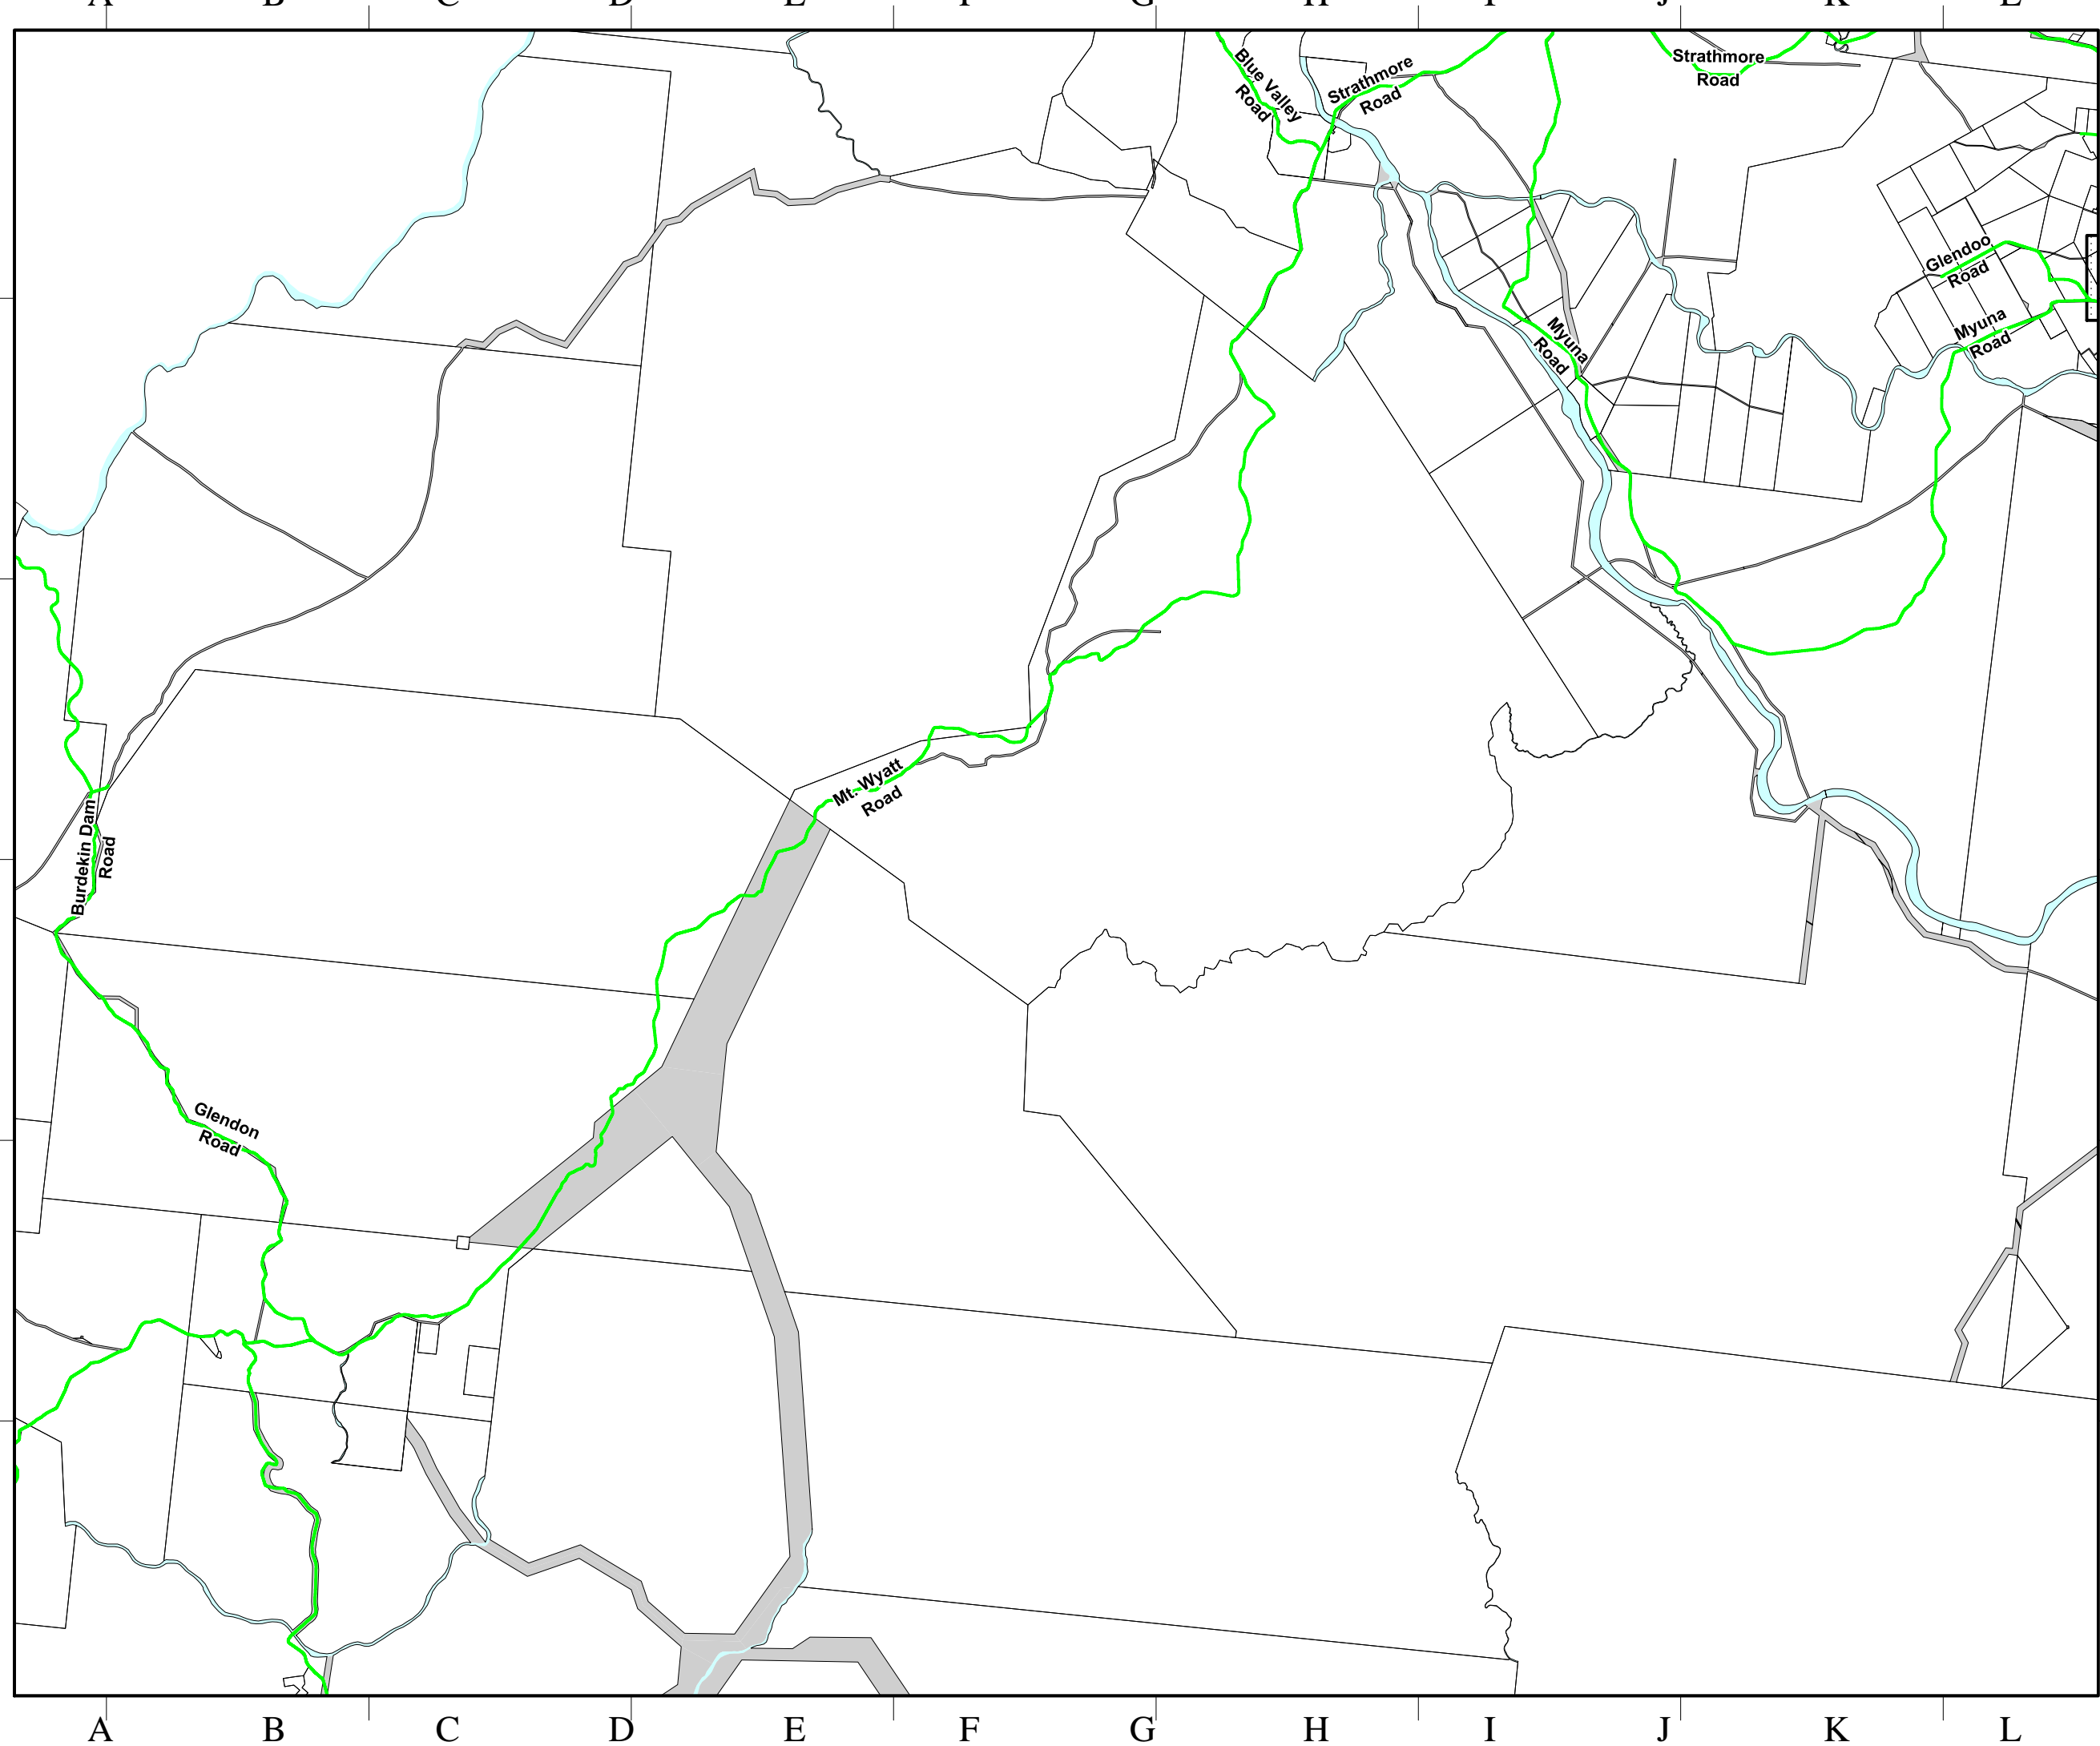 A B C D E F G H I J K L
Blue Valley
Road
Strathmore
Road
Strathmore
Road
Glendoo
Road
Myuna
Road
Myuna
Road
Mt. Wyatt
Road
Burdekin Dam
Road
Glendon
Road
A B C D E F G H I J K L